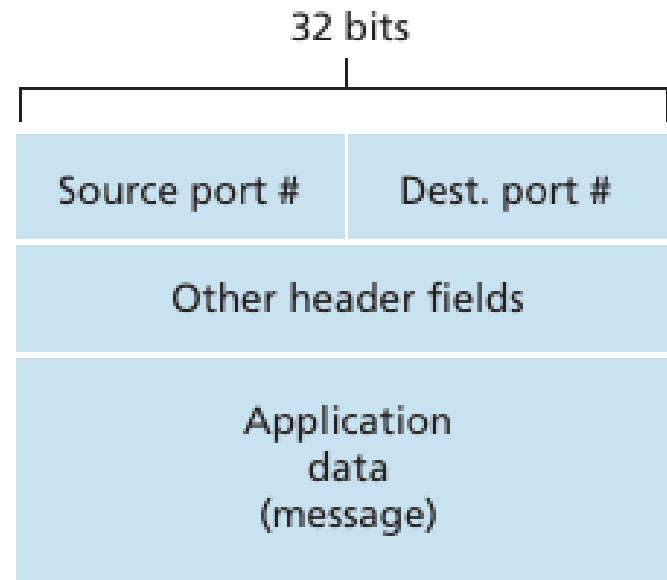 32 bits
Source port #
Dest. port #
Other header fields
Application
data
(message)